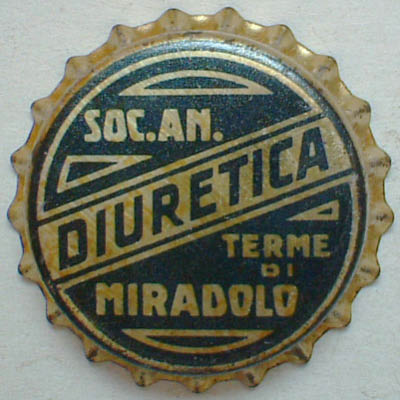 SOC.AN.
DIURETICA
TERME
DI
MIRADOLO